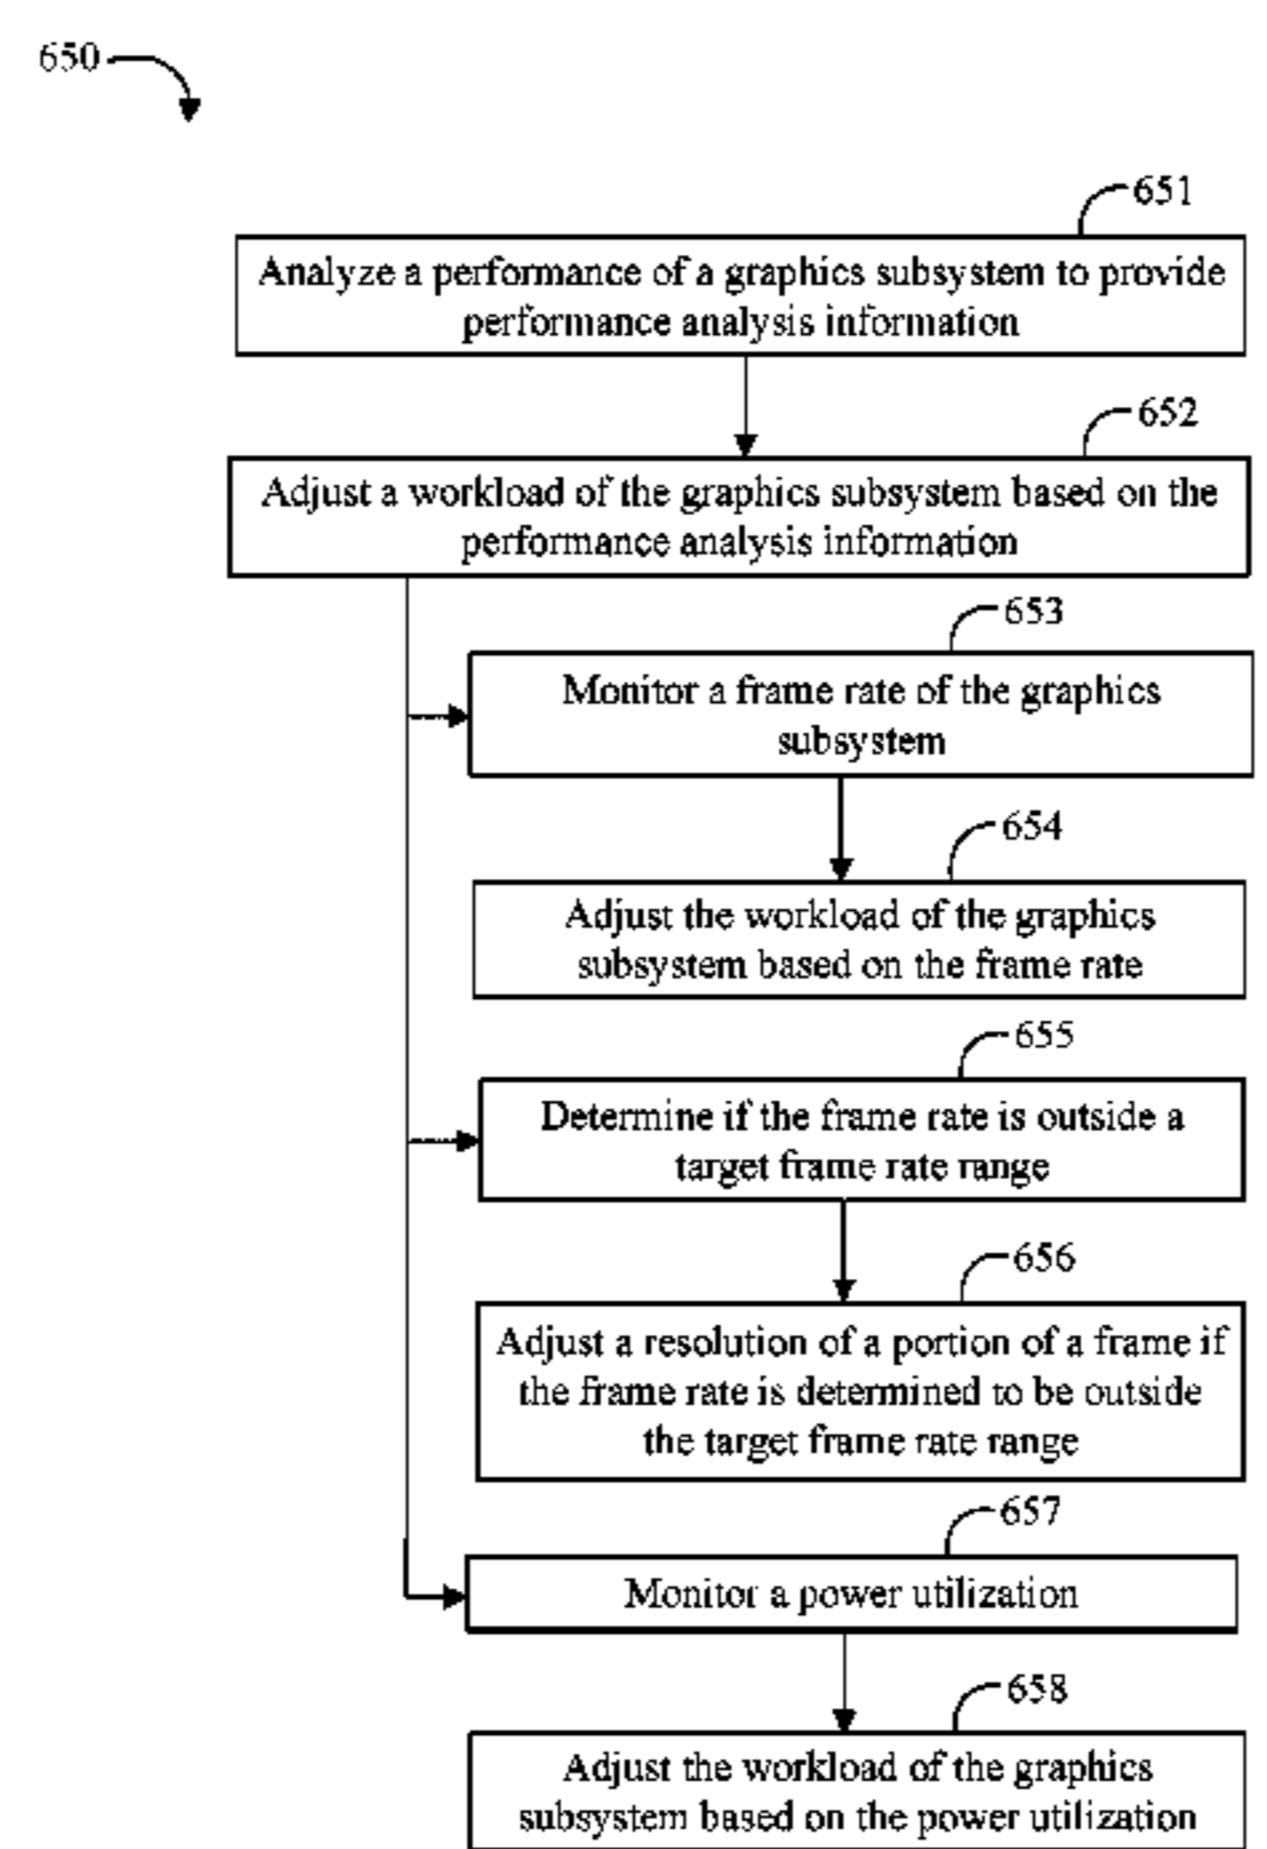 650
651
Analyze a performance of a graphics subsystem to provide
performance analysis information
652
Adjust a workload of the graphics subsystem based on the
performance analysis information
653
Monitor a frame rate of the graphics
subsystem
654
Adjust the workload of the graphics
subsystem based on the frame rate
655
Determine if the frame rate is outside a
target frame rate range
656
Adjust a resolution of a portion of a frame if
the frame rate is determined to be outside
the target frame rate range
657
Monitor a power utilization
658
Adjust the workload of the graphics
subsystem based on the power utilization